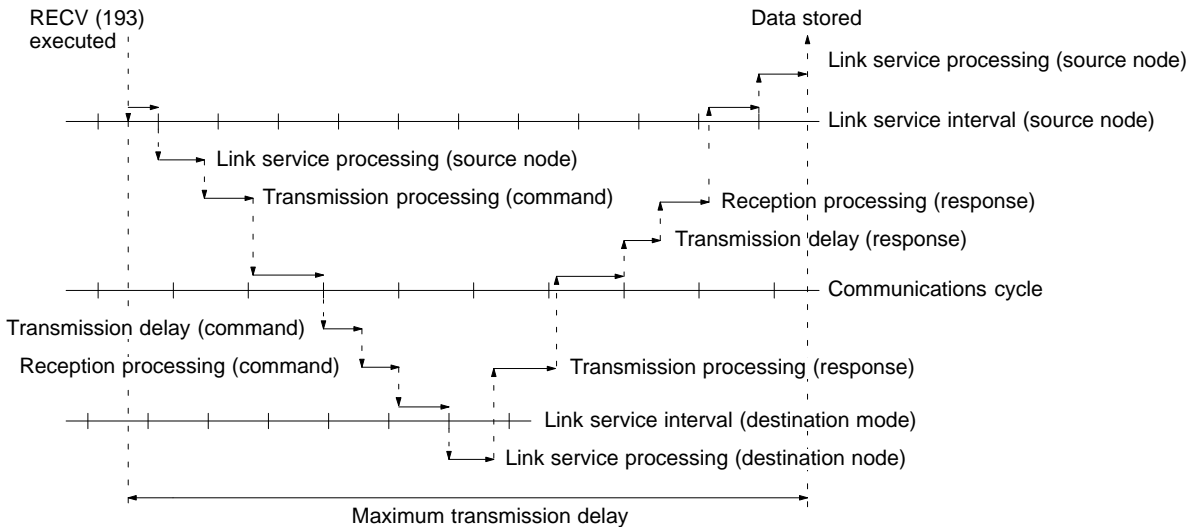 RECV (193)
executed
Data stored
Link service processing (source node)
Link service interval (source node)
Link service processing (source node)
Transmission processing (command)
Reception processing (response)
Transmission delay (response)
Communications cycle
Transmission delay (command)
Reception processing (command)
Transmission processing (response)
Link service interval (destination mode)
Link service processing (destination node)
Maximum transmission delay